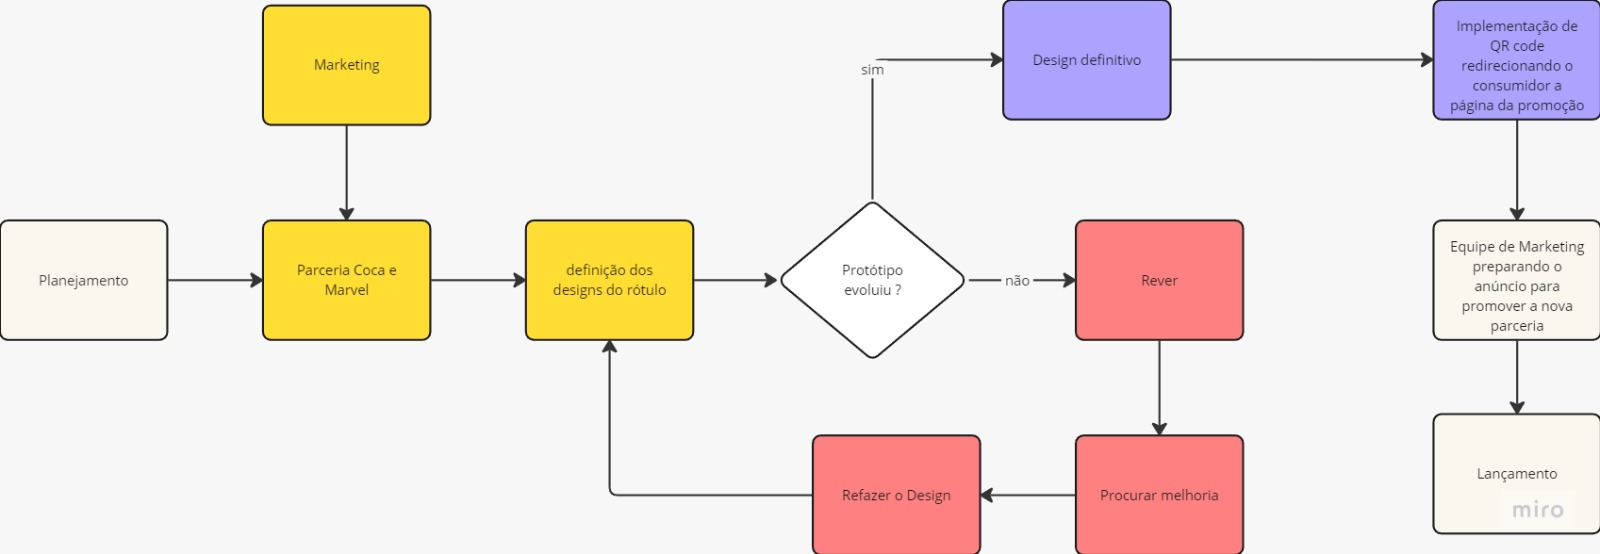 Marketing
Planejamento
Parceria Coca e
Marvel
definição dos
designs do rótulo
Protótipo
evoluiu ?
sim
Design definitivo
Implementação de
QR code
redirecionando o
consumidor a
página da promoção
não
Rever
Procurar melhoria
Refazer o Design
Equipe de Marketing
preparando o
anúncio para
promover a nova
parceria
Lançamento
miro